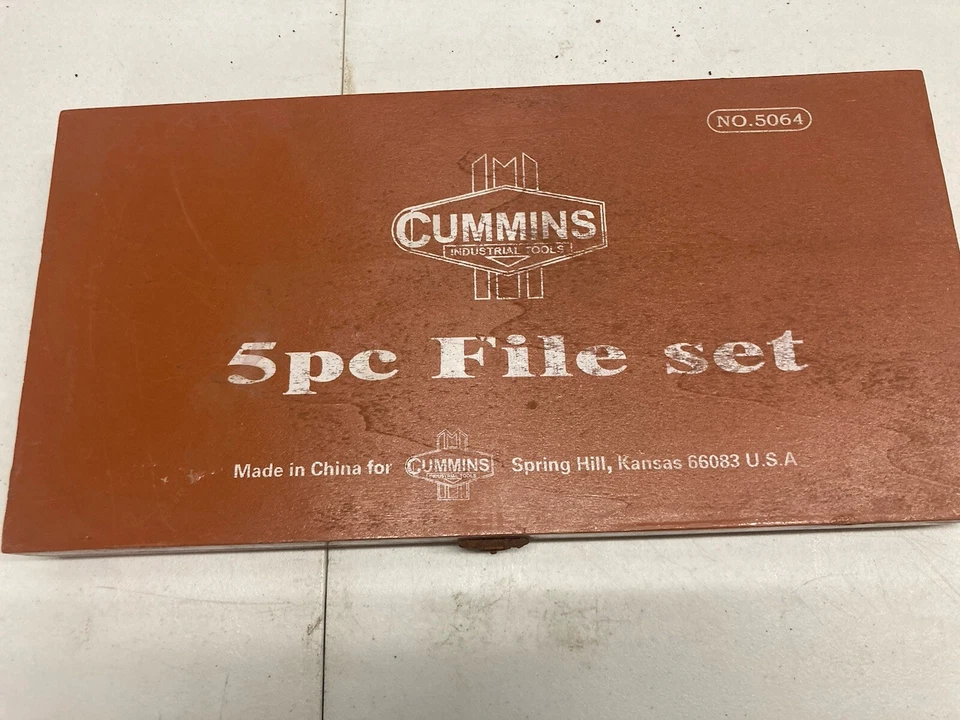 NO.5064
CUMMINS
INDUSTRIAL TOOLS
5pc File set
Made in China for CUMMINS INDUSTRIAL TOOLS Spring Hill, Kansas 66083 U.S.A